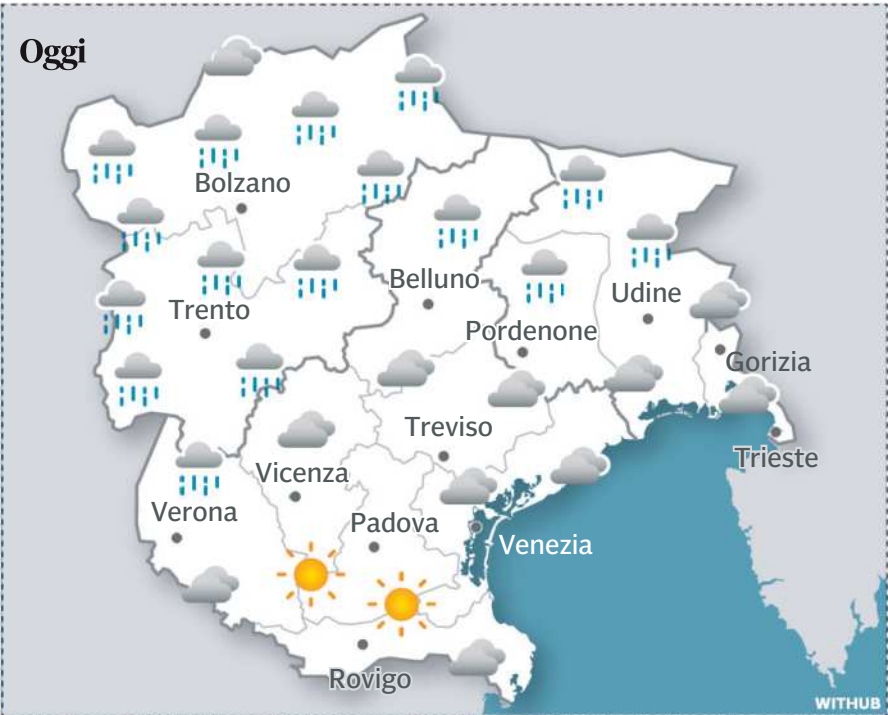 Oggi
Bolzano
Belluno
Udine
Trento
Pordenone
Gorizia
Treviso
Trieste
Vicenza
Verona
Padova
Venezia
Rovigo
WITHUB